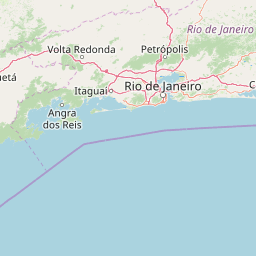 Rio de Janeiro
Volta Redonda
Petrópolis
Itaguaí
Rio de Janeiro
Angra
dos Reis